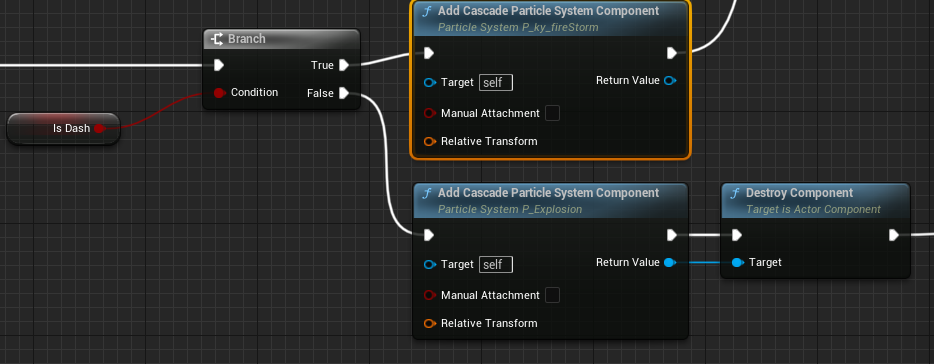 Add Cascade Particle System Component
Particle System P_ky_fireStorm
Target self
Return Value
Manual Attachment
Relative Transform
Branch
True
Condition
False
Is Dash
Add Cascade Particle System Component
Particle System P_Explosion
Target self
Return Value
Manual Attachment
Relative Transform
Destroy Component
Target is Actor Component
Target